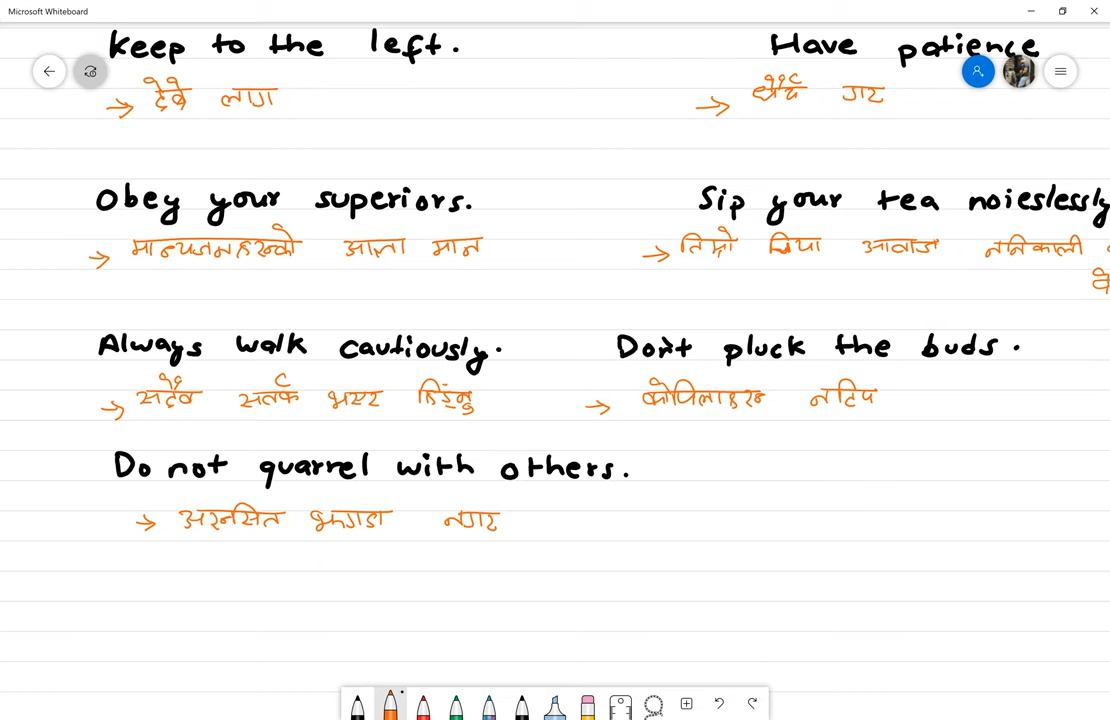 Microsoft Whiteboard
Keep to the left. Have patience
→ देब्रे लाग → धैर्य गर
Obey your superiors. Sip your tea noieslessly
→ मान्यजनहरूको आज्ञा मान → तिम्रो चिया आवाज ननिकाली
Always walk cautiously. Don't pluck the buds.
→ सदैव सतर्क भएर हिंड्नु → कोपिलाहरू नटिप
Do not quarrel with others.
→ अरुसित झगडा नगर